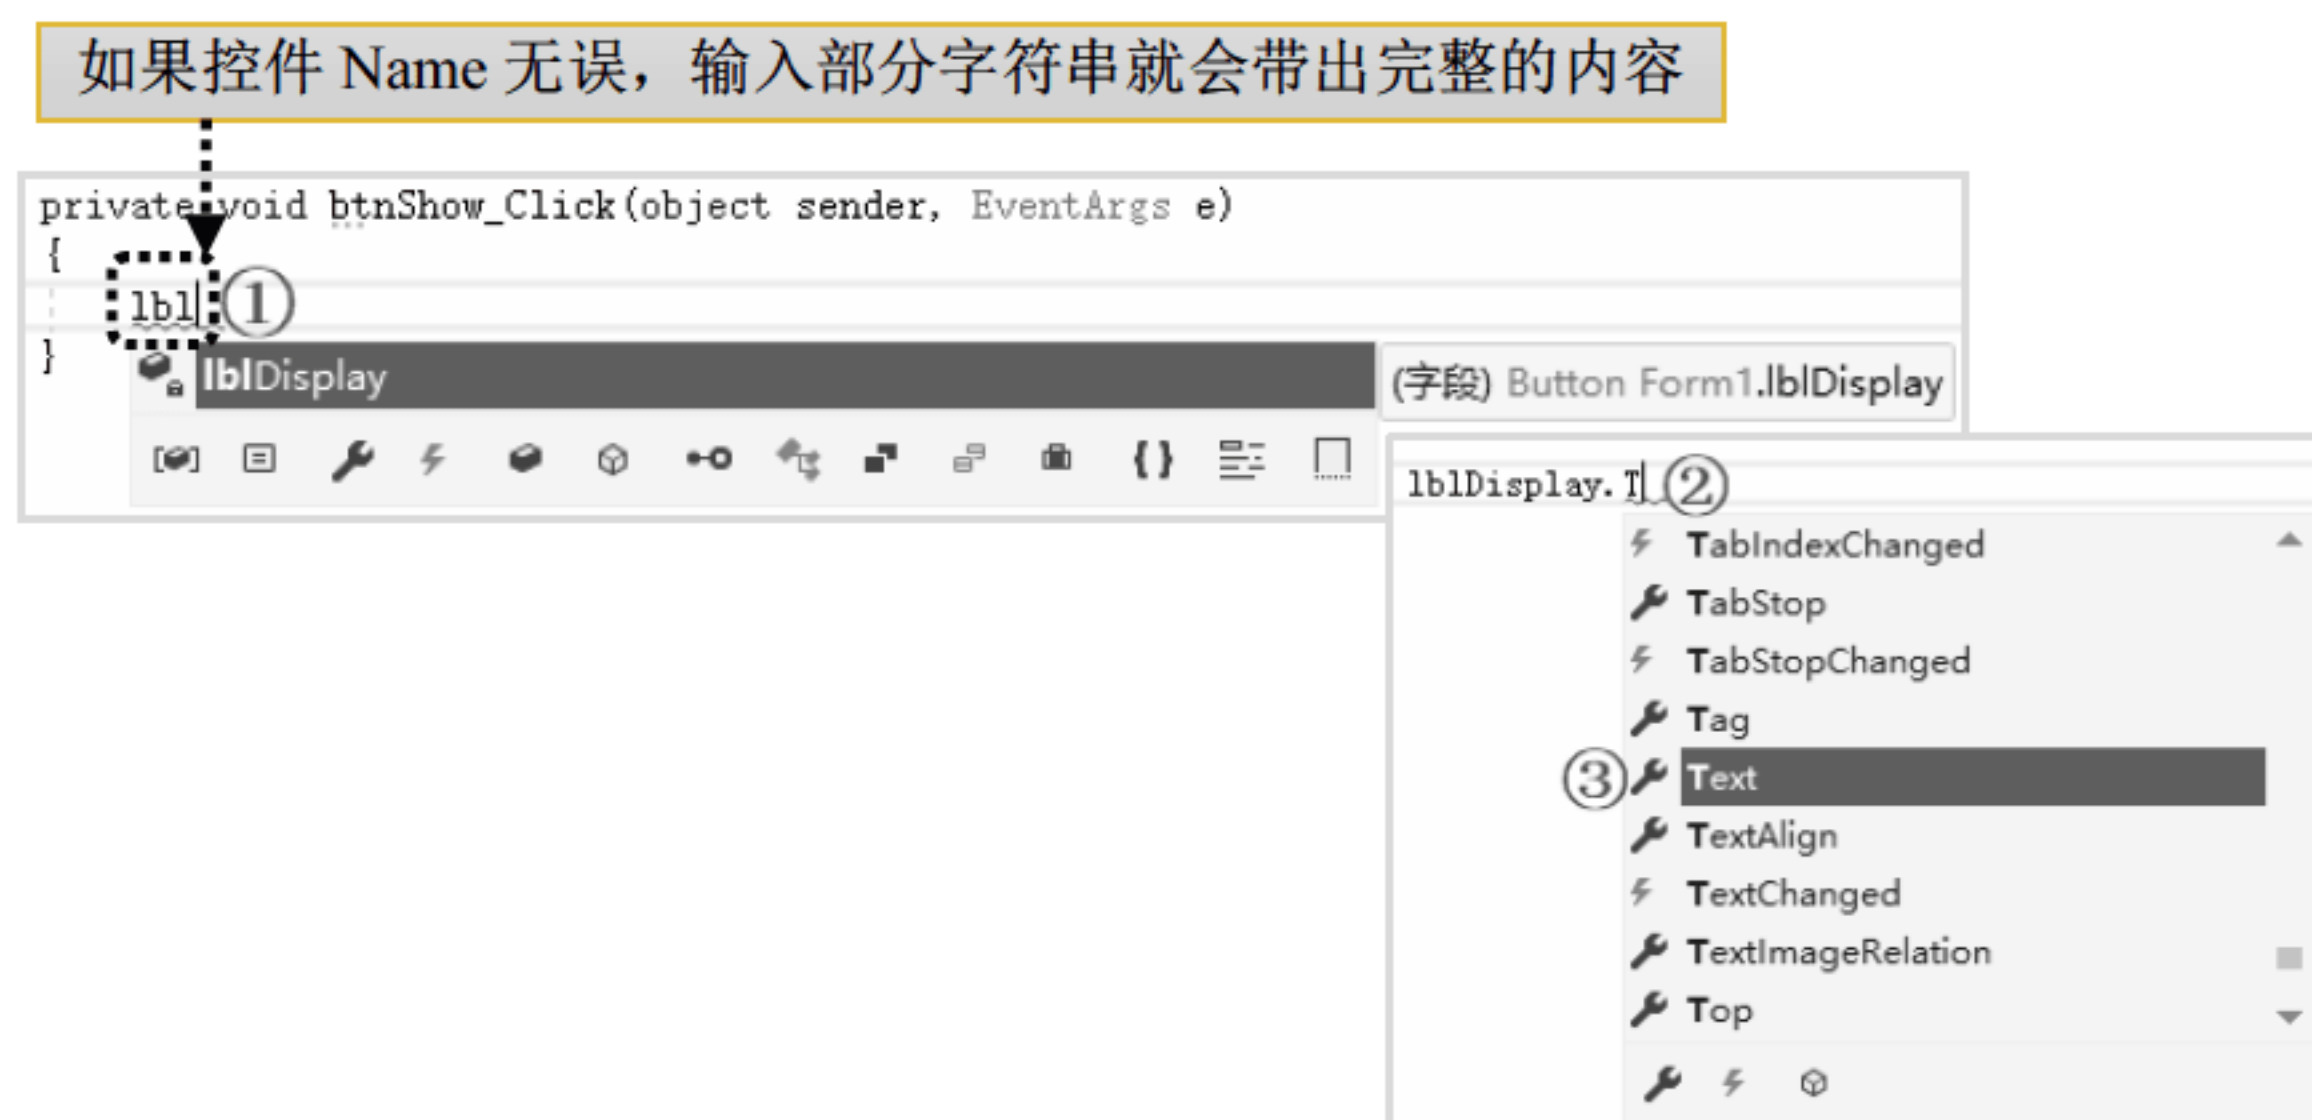 如果控件 Name 无误，输入部分字符串就会带出完整的内容
private void btnShow_Click(object sender, EventArgs e)
{
lbl ①
}
lblDisplay
(字段) Button Form1.lblDisplay
lblDisplay.T ②
TabIndexChanged
TabStop
TabStopChanged
Tag
③ Text
TextAlign
TextChanged
TextImageRelation
Top